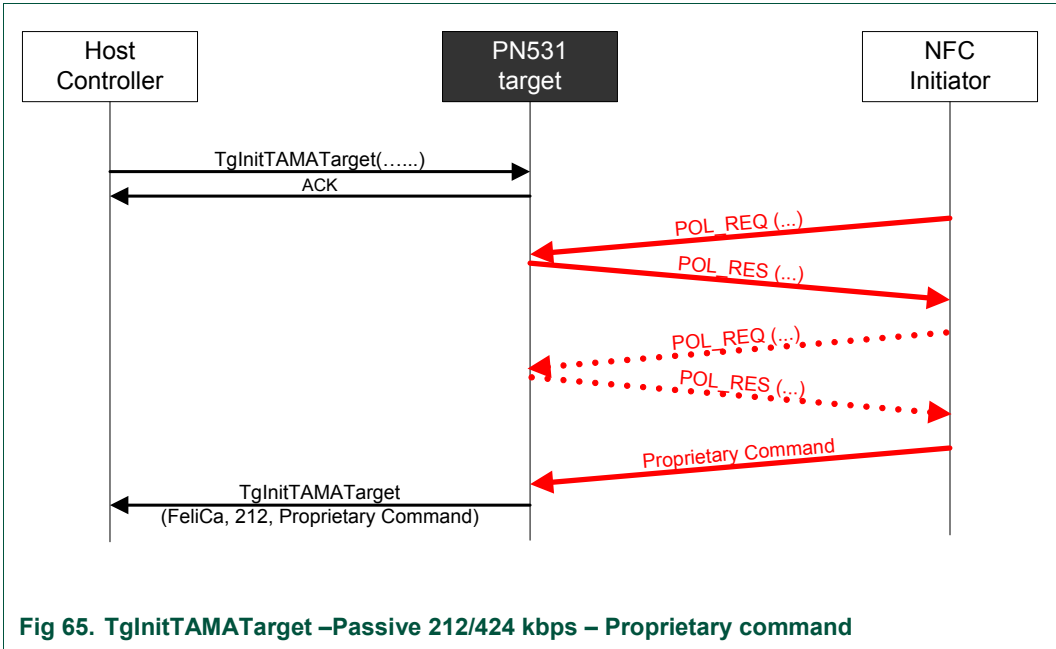 Host
Controller
PN531
target
NFC
Initiator
TgInitTAMATarget(…...)
ACK
POL_REQ (...)
POL_RES (...)
POL_REQ (...)
POL_RES (...)
Proprietary Command
TgInitTAMATarget
(FeliCa, 212, Proprietary Command)
Fig 65. TgInitTAMATarget –Passive 212/424 kbps – Proprietary command